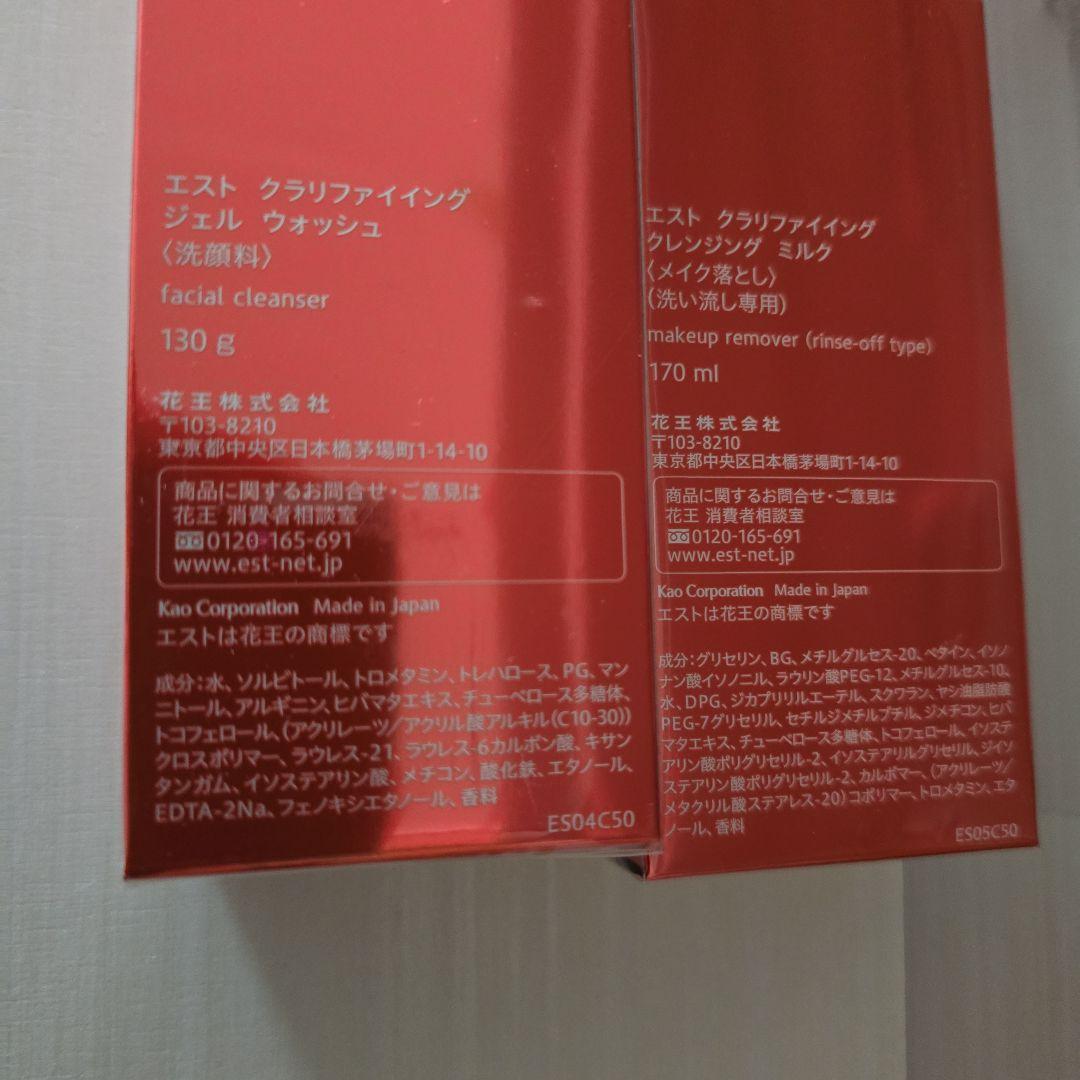 エスト クラリファイイング
ジェル ウォッシュ
〈洗顔料〉
facial cleanser
130 g
花王株式会社
〒103-8210
東京都中央区日本橋茅場町1-14-10
商品に関するお問合せ・ご意見は
花王 消費者相談室
0120-165-691
www.est-net.jp
Kao Corporation Made in Japan
エストは花王の商標です
成分：水、ソルビトール、トロメタミン、トレハロース、PG、マン
ニトール、アルギニン、ヒバマタエキス、チューベロース多糖体、
トコフェロール、（アクリレーツ／アクリル酸アルキル（C10-30））
クロスポリマー、ラウレス-21、ラウレス-6カルボン酸、キサン
タンガム、イソステアリン酸、メチコン、酸化鉄、エタノール、
EDTA-2Na、フェノキシエタノール、香料
ES04C50
エスト クラリファイイング
クレンジング ミルク
〈メイク落とし〉
(洗い流し専用)
makeup remover (rinse-off type)
170 ml
花王株式会社
〒103-8210
東京都中央区日本橋茅場町1-14-10
商品に関するお問合せ・ご意見は
花王 消費者相談室
0120-165-691
www.est-net.jp
Kao Corporation Made in Japan
エストは花王の商標です
成分：グリセリン、BG、メチルグルセス-20、ベタイン、イソノ
ナン酸イソノニル、ラウリン酸PEG-12、メチルグルセス-10、
水、DPG、ジカプリリルエーテル、スクワラン、ヤシ油脂肪酸
PEG-7グリセリル、セチルジメチルブチル、ジメチコン、ヒバ
マタエキス、チューベロース多糖体、トコフェロール、イソステ
アリン酸ポリグリセリル-2、イソステアリルグリセリル、ジイソ
ステアリン酸ポリグリセリル-2、カルボマー、（アクリレーツ／
メタクリル酸ステアレス-20）コポリマー、トロメタミン、エタ
ノール、香料
ES05C50